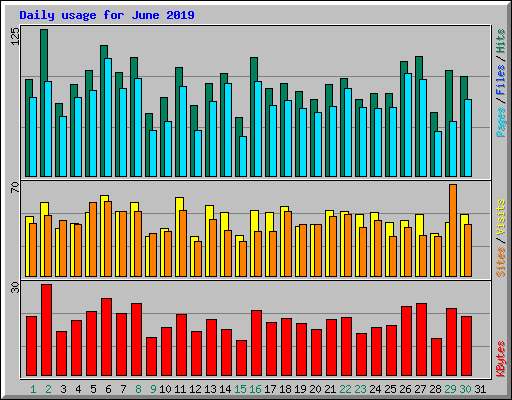 Daily usage for June 2019
125
Pages / Files / Hits
70
Sites / Visits
30
KBytes
1 2 3 4 5 6 7 8 9 10 11 12 13 14 15 16 17 18 19 20 21 22 23 24 25 26 27 28 29 30 31